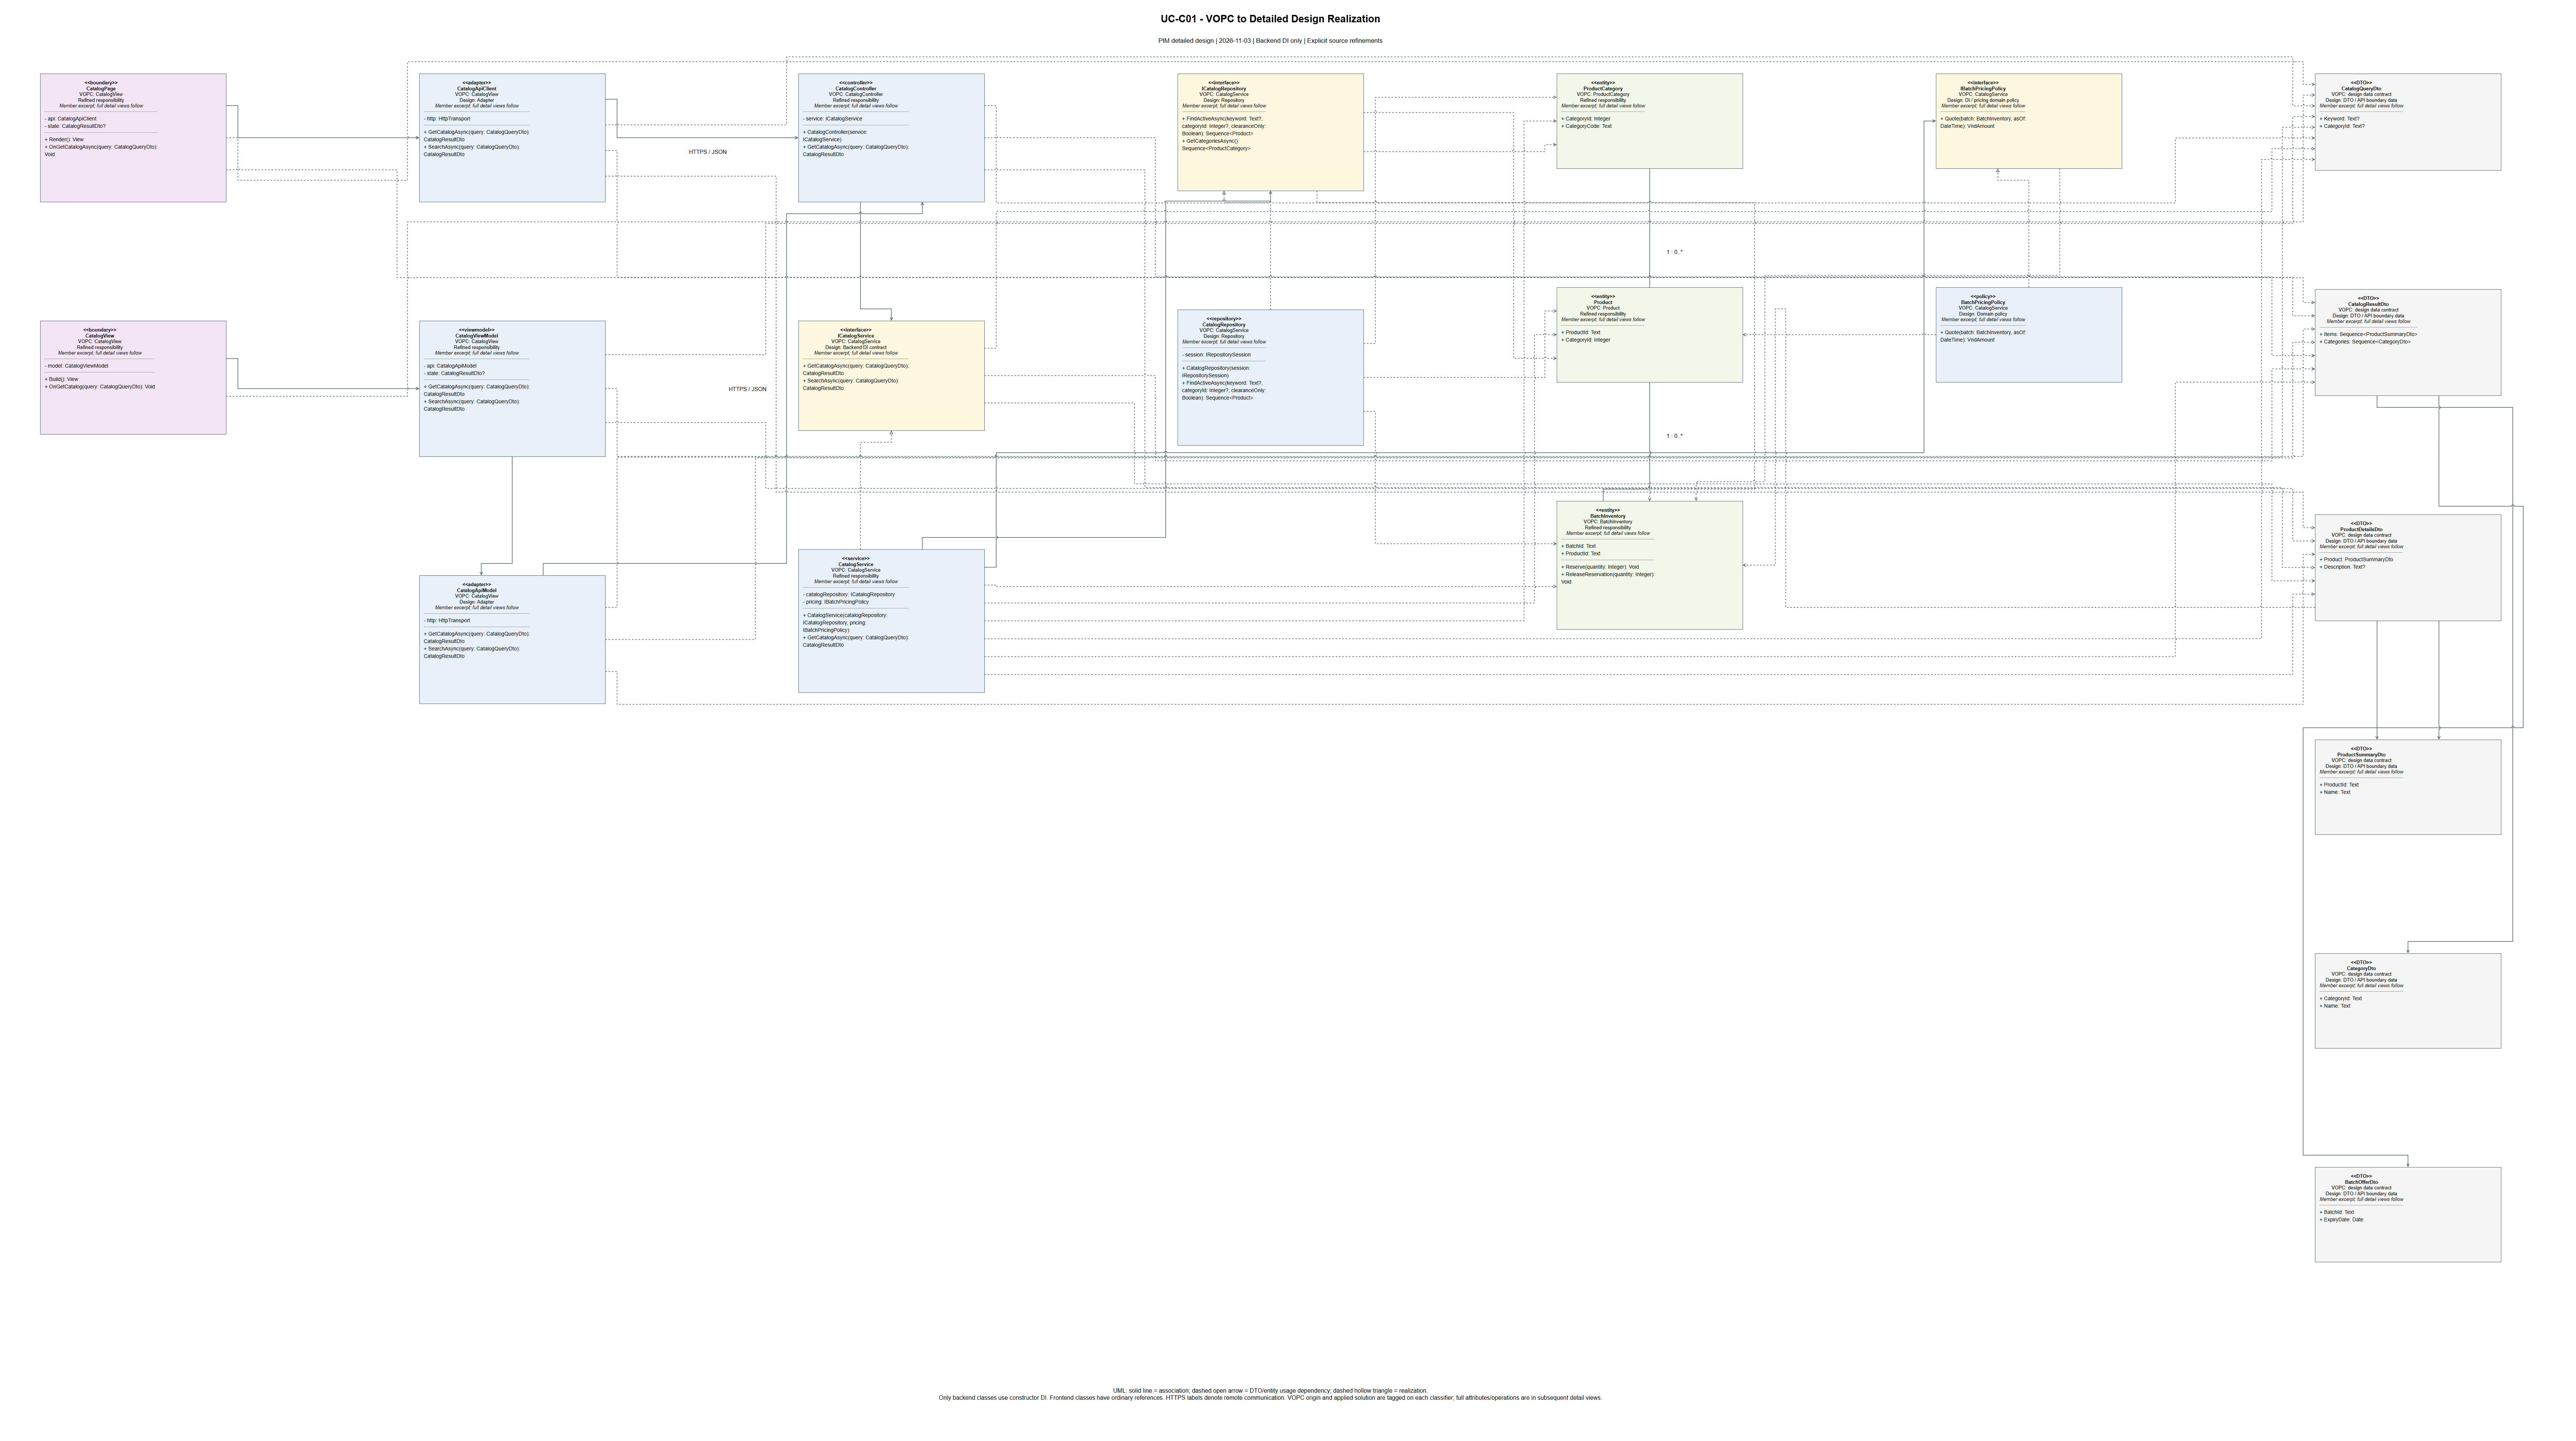 UC-C01 - VOPC to Detailed Design Realization
PIM detailed design | 2026-11-03 | Backend DI only | Explicit source refinements
<<boundary>>
CatalogPage
VOPC: CatalogView
Refined responsibility
Member excerpt; full detail views follow
- api: CatalogApiClient
- state: CatalogResultDto?
+ Render(): View
+ OnGetCatalogAsync(query: CatalogQueryDto):
Void
<<adapter>>
CatalogApiClient
VOPC: CatalogView
Design: Adapter
Member excerpt; full detail views follow
- http: HttpTransport
+ GetCatalogAsync(query: CatalogQueryDto):
CatalogResultDto
+ SearchAsync(query: CatalogQueryDto):
CatalogResultDto
HTTPS / JSON
<<controller>>
CatalogController
VOPC: CatalogController
Refined responsibility
Member excerpt; full detail views follow
- service: ICatalogService
+ CatalogController(service:
ICatalogService)
+ GetCatalogAsync(query: CatalogQueryDto):
CatalogResultDto
<<interface>>
ICatalogRepository
VOPC: CatalogService
Design: Repository
Member excerpt; full detail views follow
+ FindActiveAsync(keyword: Text?,
categoryId: Integer?, clearanceOnly:
Boolean): Sequence<Product>
+ GetCategoriesAsync():
Sequence<ProductCategory>
<<entity>>
ProductCategory
VOPC: ProductCategory
Refined responsibility
Member excerpt; full detail views follow
+ CategoryId: Integer
+ CategoryCode: Text
<<interface>>
IBatchPricingPolicy
VOPC: CatalogService
Design: DI / pricing domain policy
Member excerpt; full detail views follow
+ Quote(batch: BatchInventory, asOf:
DateTime): VndAmount
<<DTO>>
CatalogQueryDto
VOPC: design data contract
Design: DTO / API boundary data
Member excerpt; full detail views follow
+ Keyword: Text?
+ CategoryId: Text?
1 : 0..*
<<boundary>>
CatalogView
VOPC: CatalogView
Refined responsibility
Member excerpt; full detail views follow
- model: CatalogViewModel
+ Build(): View
+ OnGetCatalog(query: CatalogQueryDto): Void
<<viewmodel>>
CatalogViewModel
VOPC: CatalogView
Refined responsibility
Member excerpt; full detail views follow
- api: CatalogApiModel
- state: CatalogResultDto?
+ GetCatalogAsync(query: CatalogQueryDto):
CatalogResultDto
+ SearchAsync(query: CatalogQueryDto):
CatalogResultDto
HTTPS / JSON
<<interface>>
ICatalogService
VOPC: CatalogService
Design: Backend DI contract
Member excerpt; full detail views follow
+ GetCatalogAsync(query: CatalogQueryDto):
CatalogResultDto
+ SearchAsync(query: CatalogQueryDto):
CatalogResultDto
<<repository>>
CatalogRepository
VOPC: CatalogService
Design: Repository
Member excerpt; full detail views follow
- session: IRepositorySession
+ CatalogRepository(session:
IRepositorySession)
+ FindActiveAsync(keyword: Text?,
categoryId: Integer?, clearanceOnly:
Boolean): Sequence<Product>
<<entity>>
Product
VOPC: Product
Refined responsibility
Member excerpt; full detail views follow
+ ProductId: Text
+ CategoryId: Integer
<<policy>>
BatchPricingPolicy
VOPC: CatalogService
Design: Domain policy
Member excerpt; full detail views follow
+ Quote(batch: BatchInventory, asOf:
DateTime): VndAmount
<<DTO>>
CatalogResultDto
VOPC: design data contract
Design: DTO / API boundary data
Member excerpt; full detail views follow
+ Items: Sequence<ProductSummaryDto>
+ Categories: Sequence<CategoryDto>
1 : 0..*
<<adapter>>
CatalogApiModel
VOPC: CatalogView
Design: Adapter
Member excerpt; full detail views follow
- http: HttpTransport
+ GetCatalogAsync(query: CatalogQueryDto):
CatalogResultDto
+ SearchAsync(query: CatalogQueryDto):
CatalogResultDto
<<service>>
CatalogService
VOPC: CatalogService
Refined responsibility
Member excerpt; full detail views follow
- catalogRepository: ICatalogRepository
- pricing: IBatchPricingPolicy
+ CatalogService(catalogRepository:
ICatalogRepository, pricing:
IBatchPricingPolicy)
+ GetCatalogAsync(query: CatalogQueryDto):
CatalogResultDto
<<entity>>
BatchInventory
VOPC: BatchInventory
Refined responsibility
Member excerpt; full detail views follow
+ BatchId: Text
+ ProductId: Text
+ Reserve(quantity: Integer): Void
+ ReleaseReservation(quantity: Integer):
Void
<<DTO>>
ProductDetailsDto
VOPC: design data contract
Design: DTO / API boundary data
Member excerpt; full detail views follow
+ Product: ProductSummaryDto
+ Description: Text?
<<DTO>>
ProductSummaryDto
VOPC: design data contract
Design: DTO / API boundary data
Member excerpt; full detail views follow
+ ProductId: Text
+ Name: Text
<<DTO>>
CategoryDto
VOPC: design data contract
Design: DTO / API boundary data
Member excerpt; full detail views follow
+ CategoryId: Text
+ Name: Text
<<DTO>>
BatchOfferDto
VOPC: design data contract
Design: DTO / API boundary data
Member excerpt; full detail views follow
+ BatchId: Text
+ ExpiryDate: Date
UML: solid line = association; dashed open arrow = DTO/entity usage dependency; dashed hollow triangle = realization.
Only backend classes use constructor DI. Frontend classes have ordinary references. HTTPS labels denote remote communication. VOPC origin and applied solution are tagged on each classifier; full attributes/operations are in subsequent detail views.